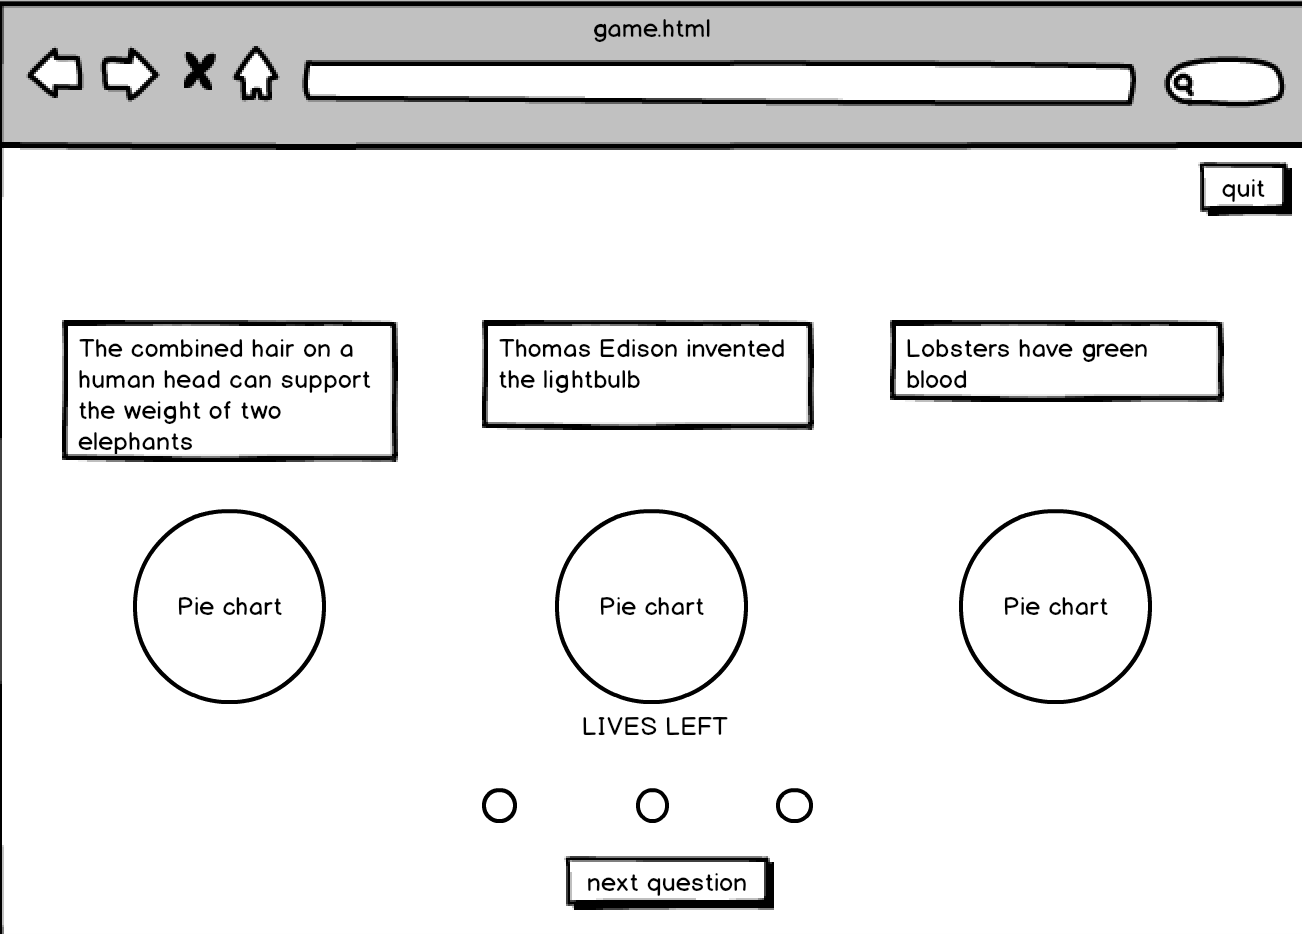 game.html
quit
The combined hair on a
human head can support
the weight of two
elephants
Thomas Edison invented
the lightbulb
Lobsters have green
blood
Pie chart
Pie chart
Pie chart
LIVES LEFT
next question